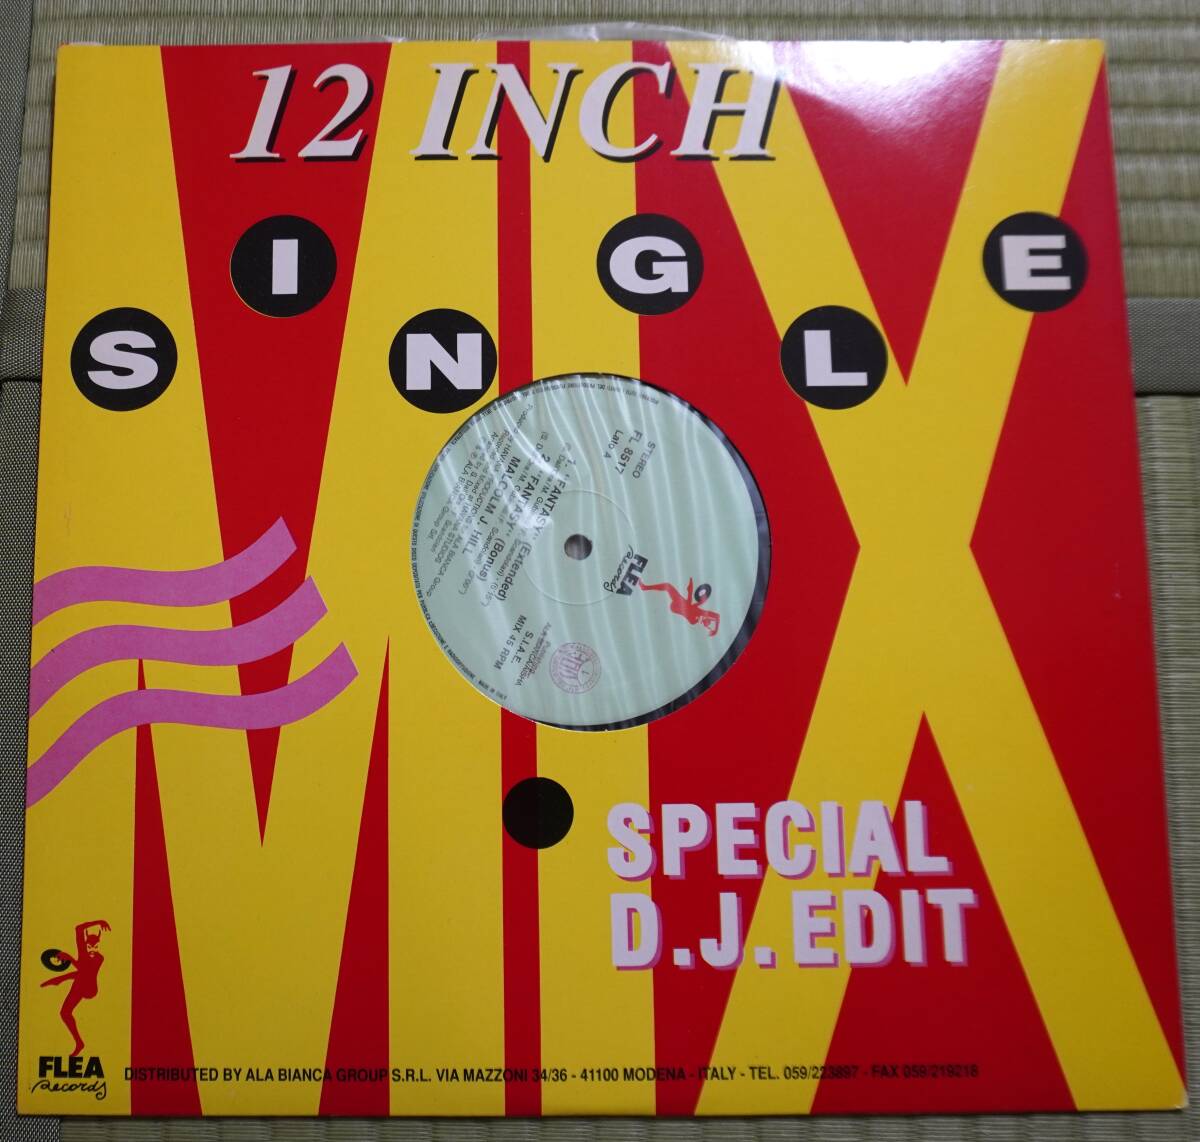 12 INCH
SINGLE
MIX
STEREO
FL 8517
Lato A
1. "FANTASY" (Extended)
2. "FANTASY" (Bonus)
MALCOLM J. HILL
FLEA
Records
S.I.A.E.
MIX 45 RPM
SPECIAL
D.J. EDIT
FLEA
Records
DISTRIBUTED BY ALA BIANCA GROUP S.R.L. VIA MAZZONI 34/36 - 41100 MODENA - ITALY - TEL. 059/223897 - FAX 059/219218